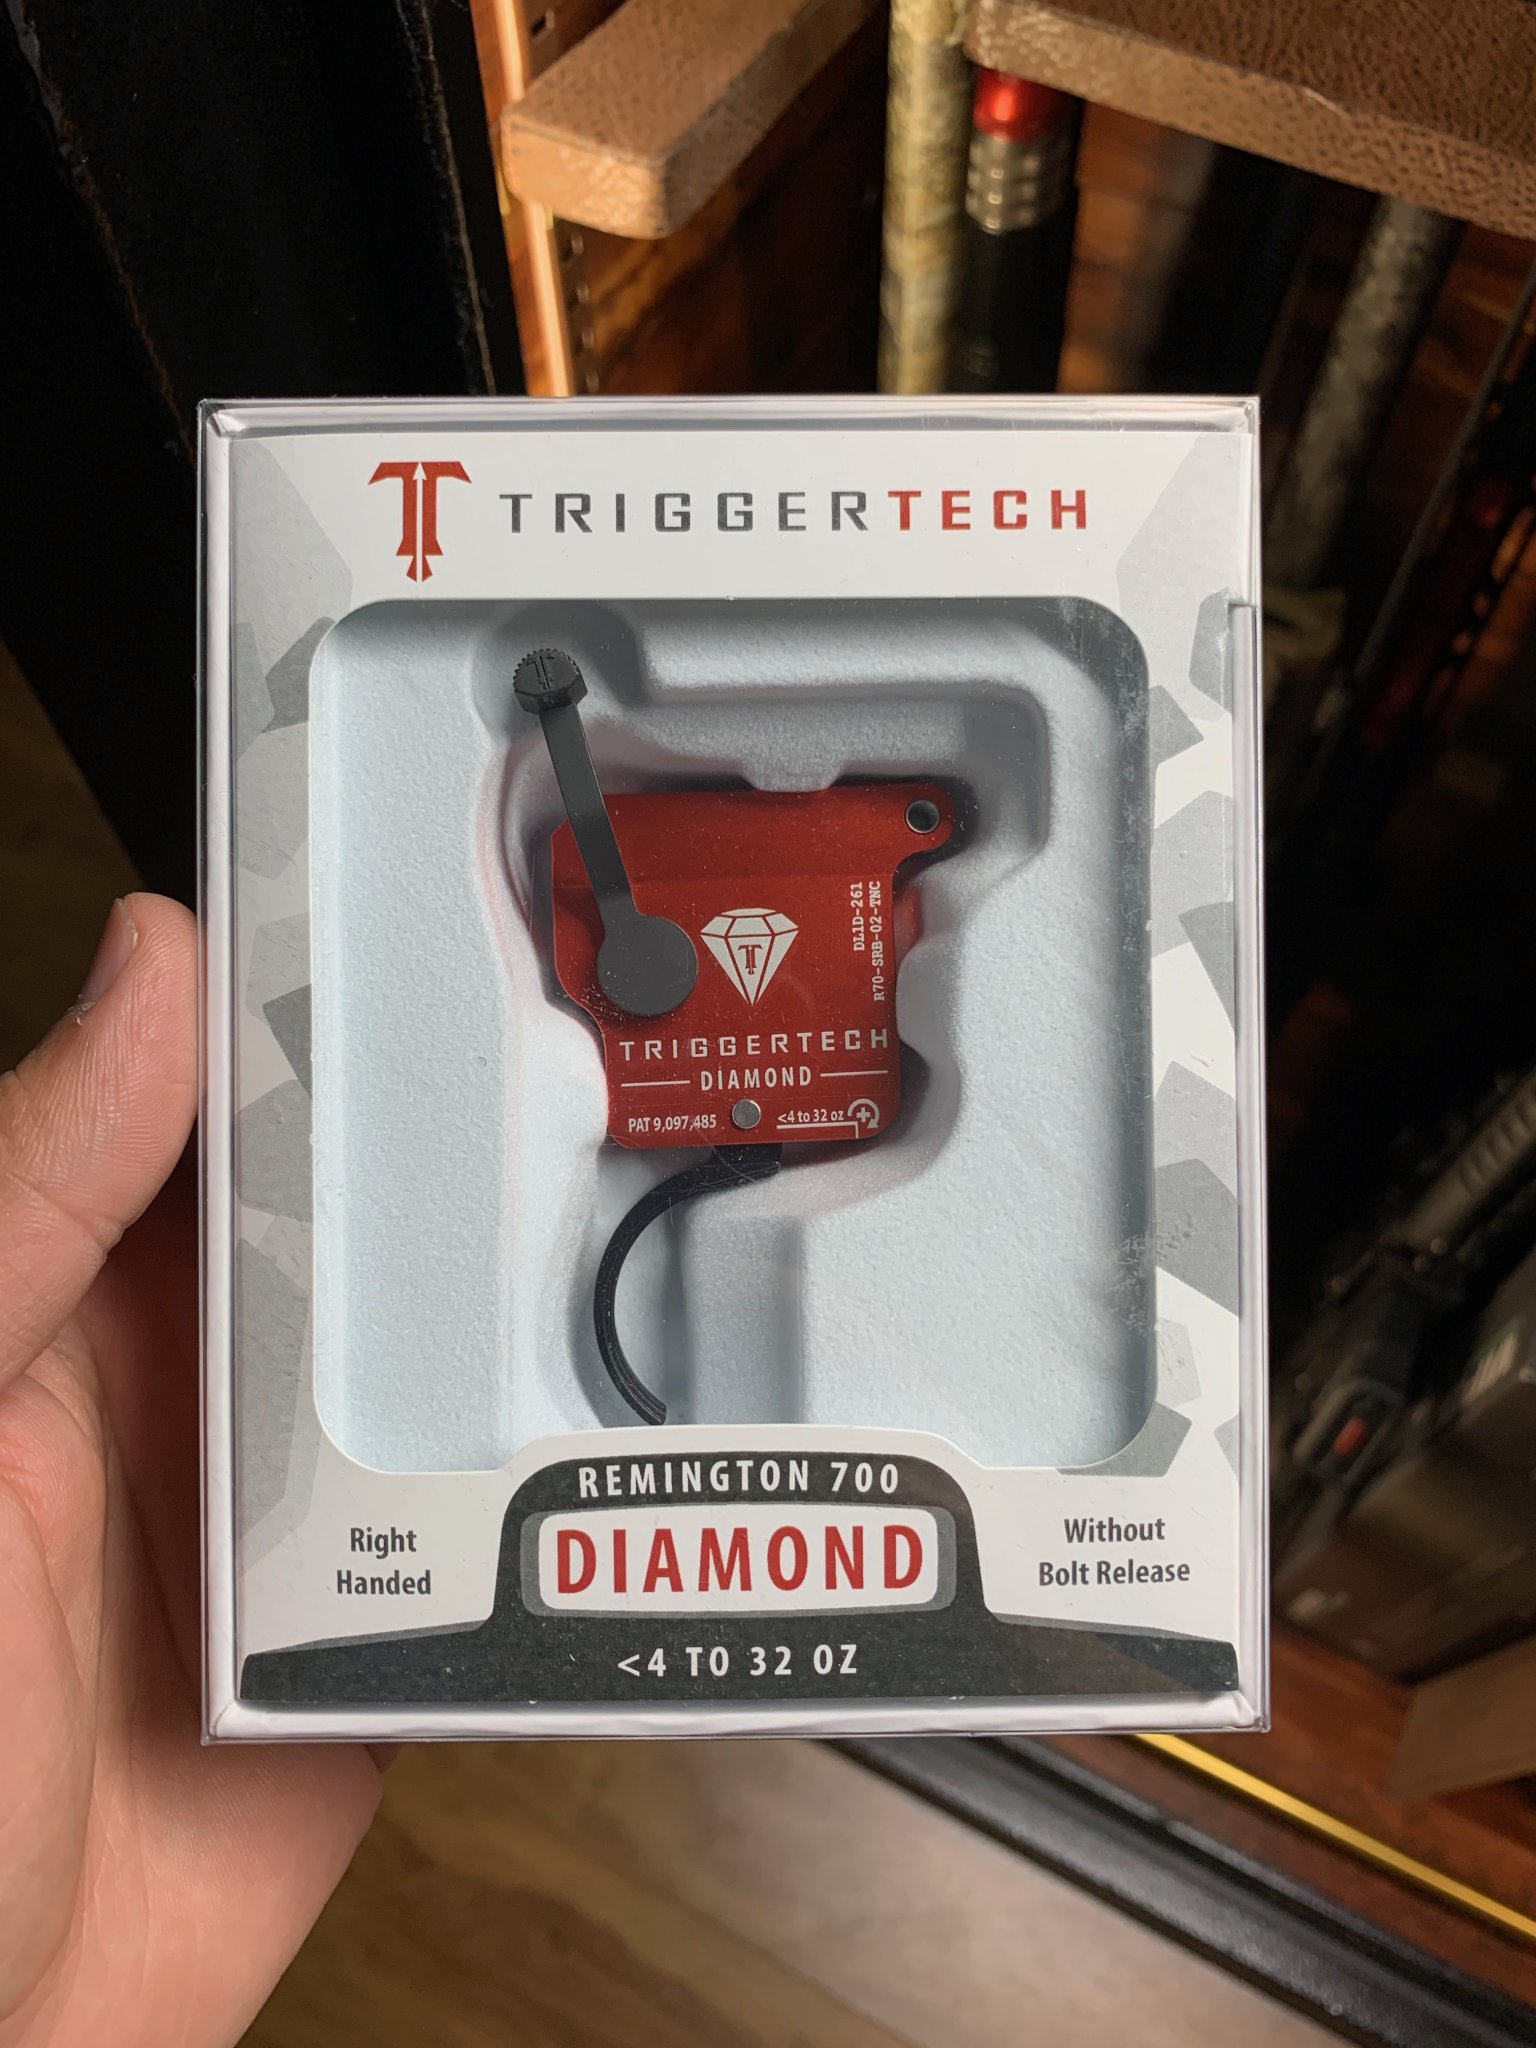 TRIGGERTECH
DL1D-261
R70-SRB-02-TNC
TRIGGERTECH
DIAMOND
PAT 9,097,485
<4 to 32 oz
REMINGTON 700
DIAMOND
Right
Handed
Without
Bolt Release
<4 TO 32 OZ